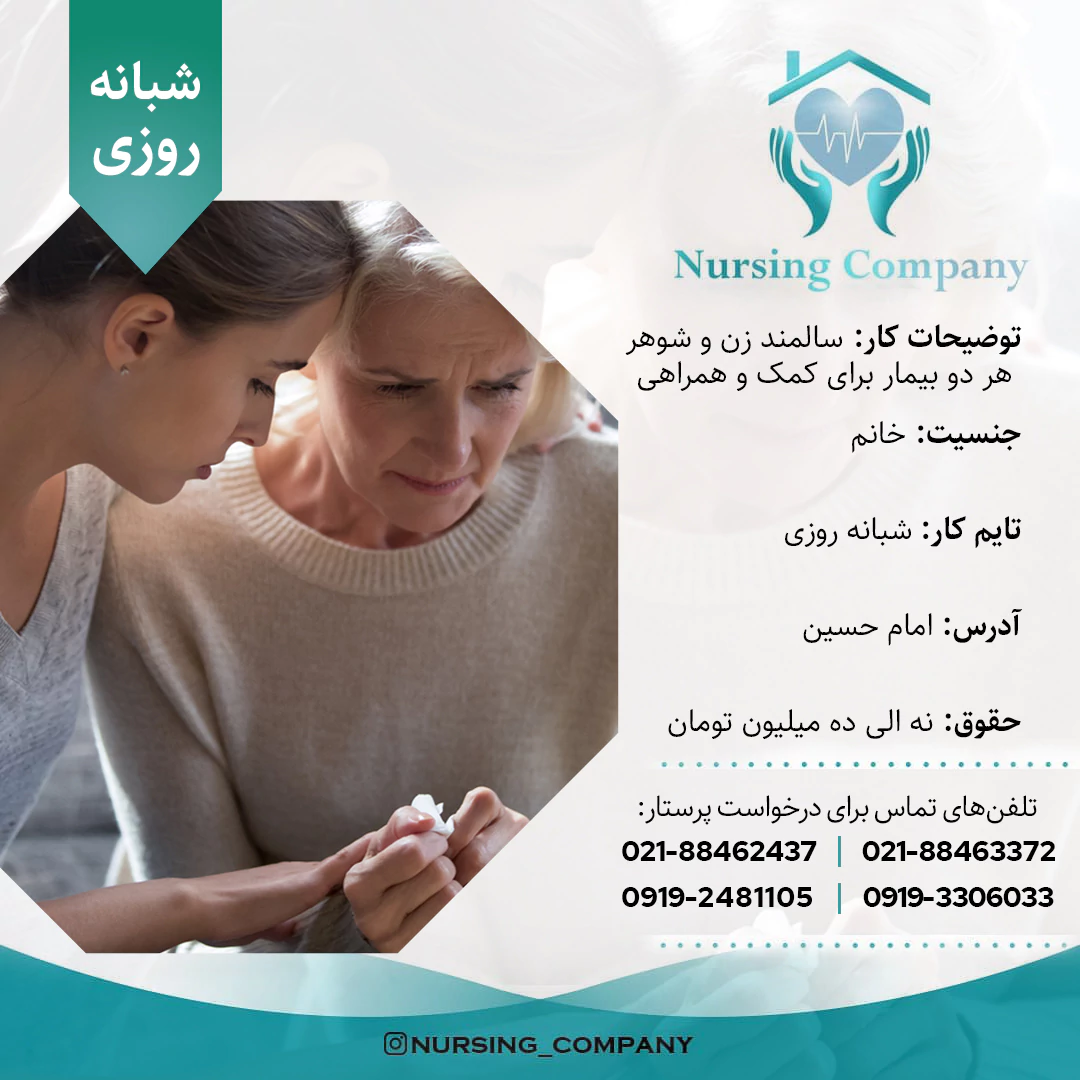 شبانه
روزی
Nursing Company
توضیحات کار: سالمند زن و شوهر
هر دو بیمار برای کمک و همراهی
جنسیت: خانم
تایم کار: شبانه روزی
آدرس: امام حسین
حقوق: نه الی ده میلیون تومان
تلفن‌های تماس برای درخواست پرستار:
021-88462437 | 021-88463372
0919-2481105 | 0919-3306033
NURSING_COMPANY